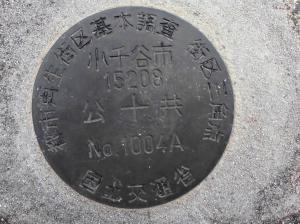 都市再生街区基本調査 街区三角点
小千谷市
15208
公＋共
No.1004A
国土交通省